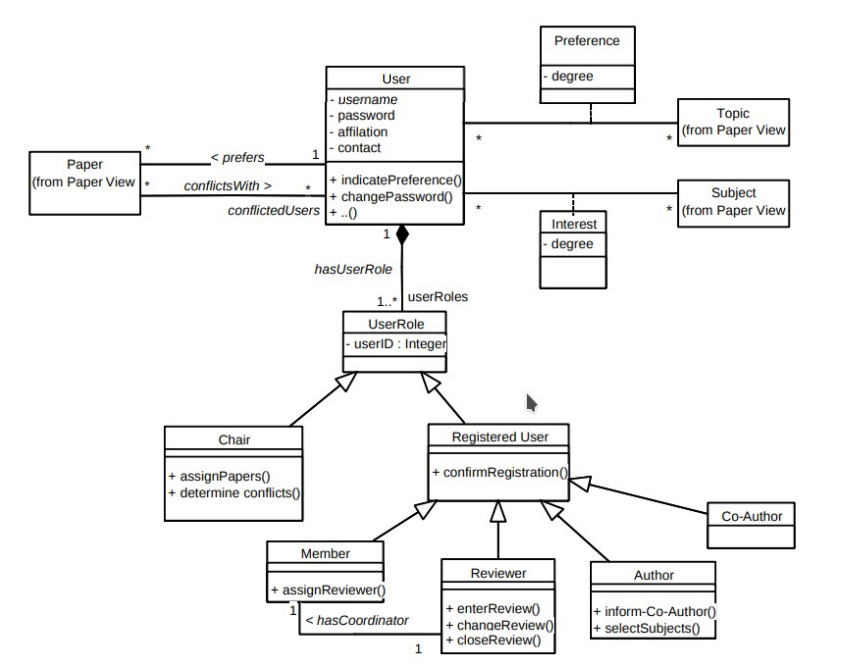 Preference
- degree
User
- username
- password
- affilation
- contact
+ indicatePreference()
+ changePassword()
+ ..()
Topic
(from Paper View
*
*
Paper
(from Paper View
*
< prefers
1
*
conflictsWith >
*
conflictedUsers
Subject
(from Paper View
*
*
Interest
- degree
1
hasUserRole
1..*
userRoles
UserRole
- userID : Integer
Chair
+ assignPapers()
+ determine conflicts()
Registered User
+ confirmRegistration()
Co-Author
Member
+ assignReviewer()
Reviewer
+ enterReview()
+ changeReview()
+ closeReview()
Author
+ inform-Co-Author()
+ selectSubjects()
1
< hasCoordinator
1